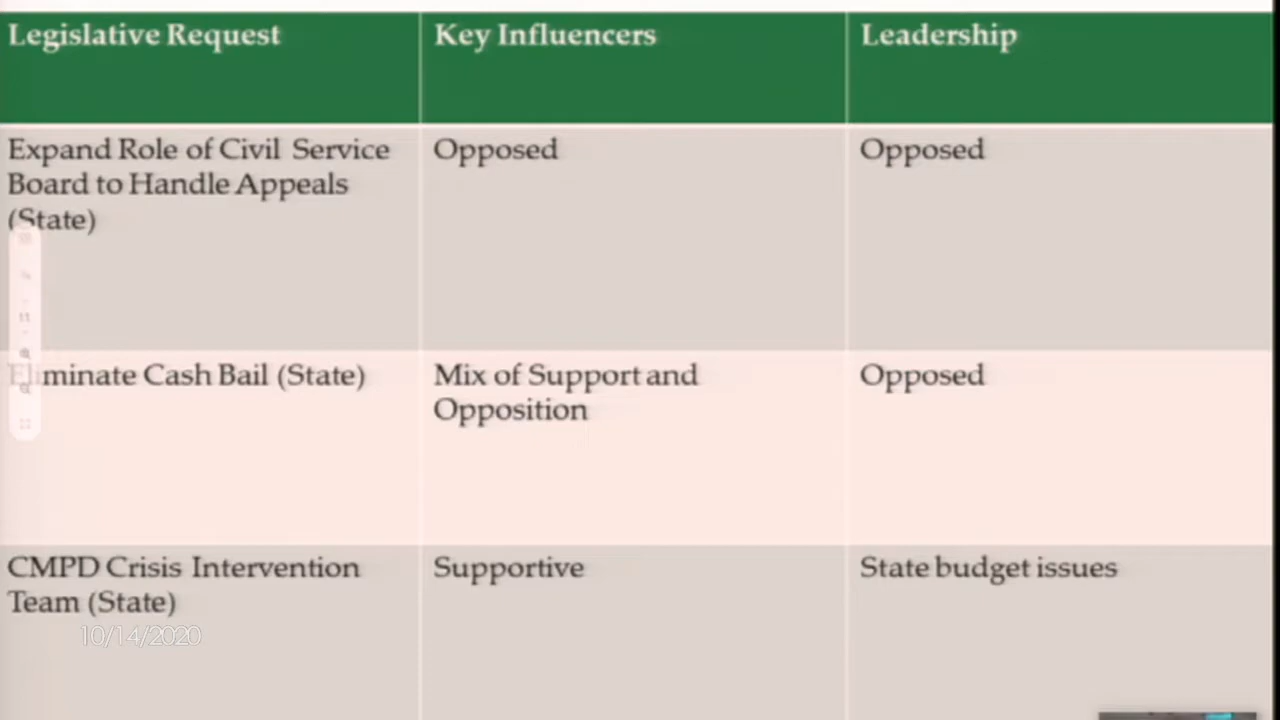 Legislative Request
Key Influencers
Leadership
Expand Role of Civil Service
Board to Handle Appeals
(State)
Opposed
Opposed
Eliminate Cash Bail (State)
Mix of Support and
Opposition
Opposed
CMPD Crisis Intervention
Team (State)
Supportive
State budget issues
10/14/2020